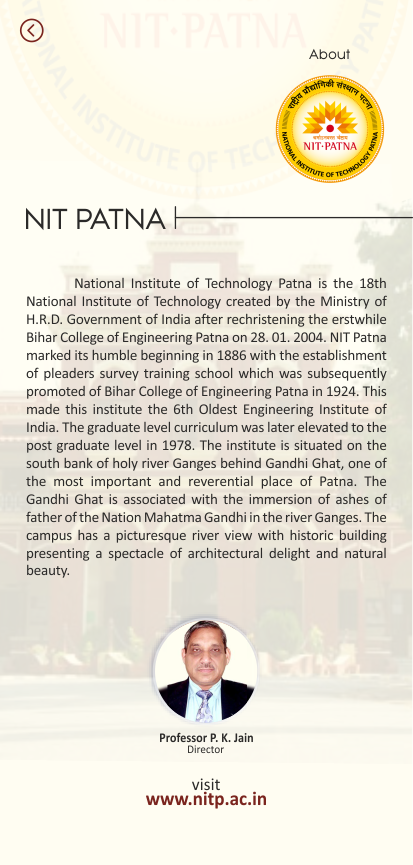 NIT·PATNA
NATIONAL INSTITUTE OF TECHNOLOGY PATNA
About
राष्ट्रीय प्रौद्योगिकी संस्थान पटना
NIT·PATNA
NATIONAL INSTITUTE OF TECHNOLOGY PATNA
NIT PATNA
National Institute of Technology Patna is the 18th
National Institute of Technology created by the Ministry of
H.R.D. Government of India after rechristening the erstwhile
Bihar College of Engineering Patna on 28. 01. 2004. NIT Patna
marked its humble beginning in 1886 with the establishment
of pleaders survey training school which was subsequently
promoted of Bihar College of Engineering Patna in 1924. This
made this institute the 6th Oldest Engineering Institute of
India. The graduate level curriculum was later elevated to the
post graduate level in 1978. The institute is situated on the
south bank of holy river Ganges behind Gandhi Ghat, one of
the most important and reverential place of Patna. The
Gandhi Ghat is associated with the immersion of ashes of
father of the Nation Mahatma Gandhi in the river Ganges. The
campus has a picturesque river view with historic building
presenting a spectacle of architectural delight and natural
beauty.
Professor P. K. Jain
Director
visit
www.nitp.ac.in